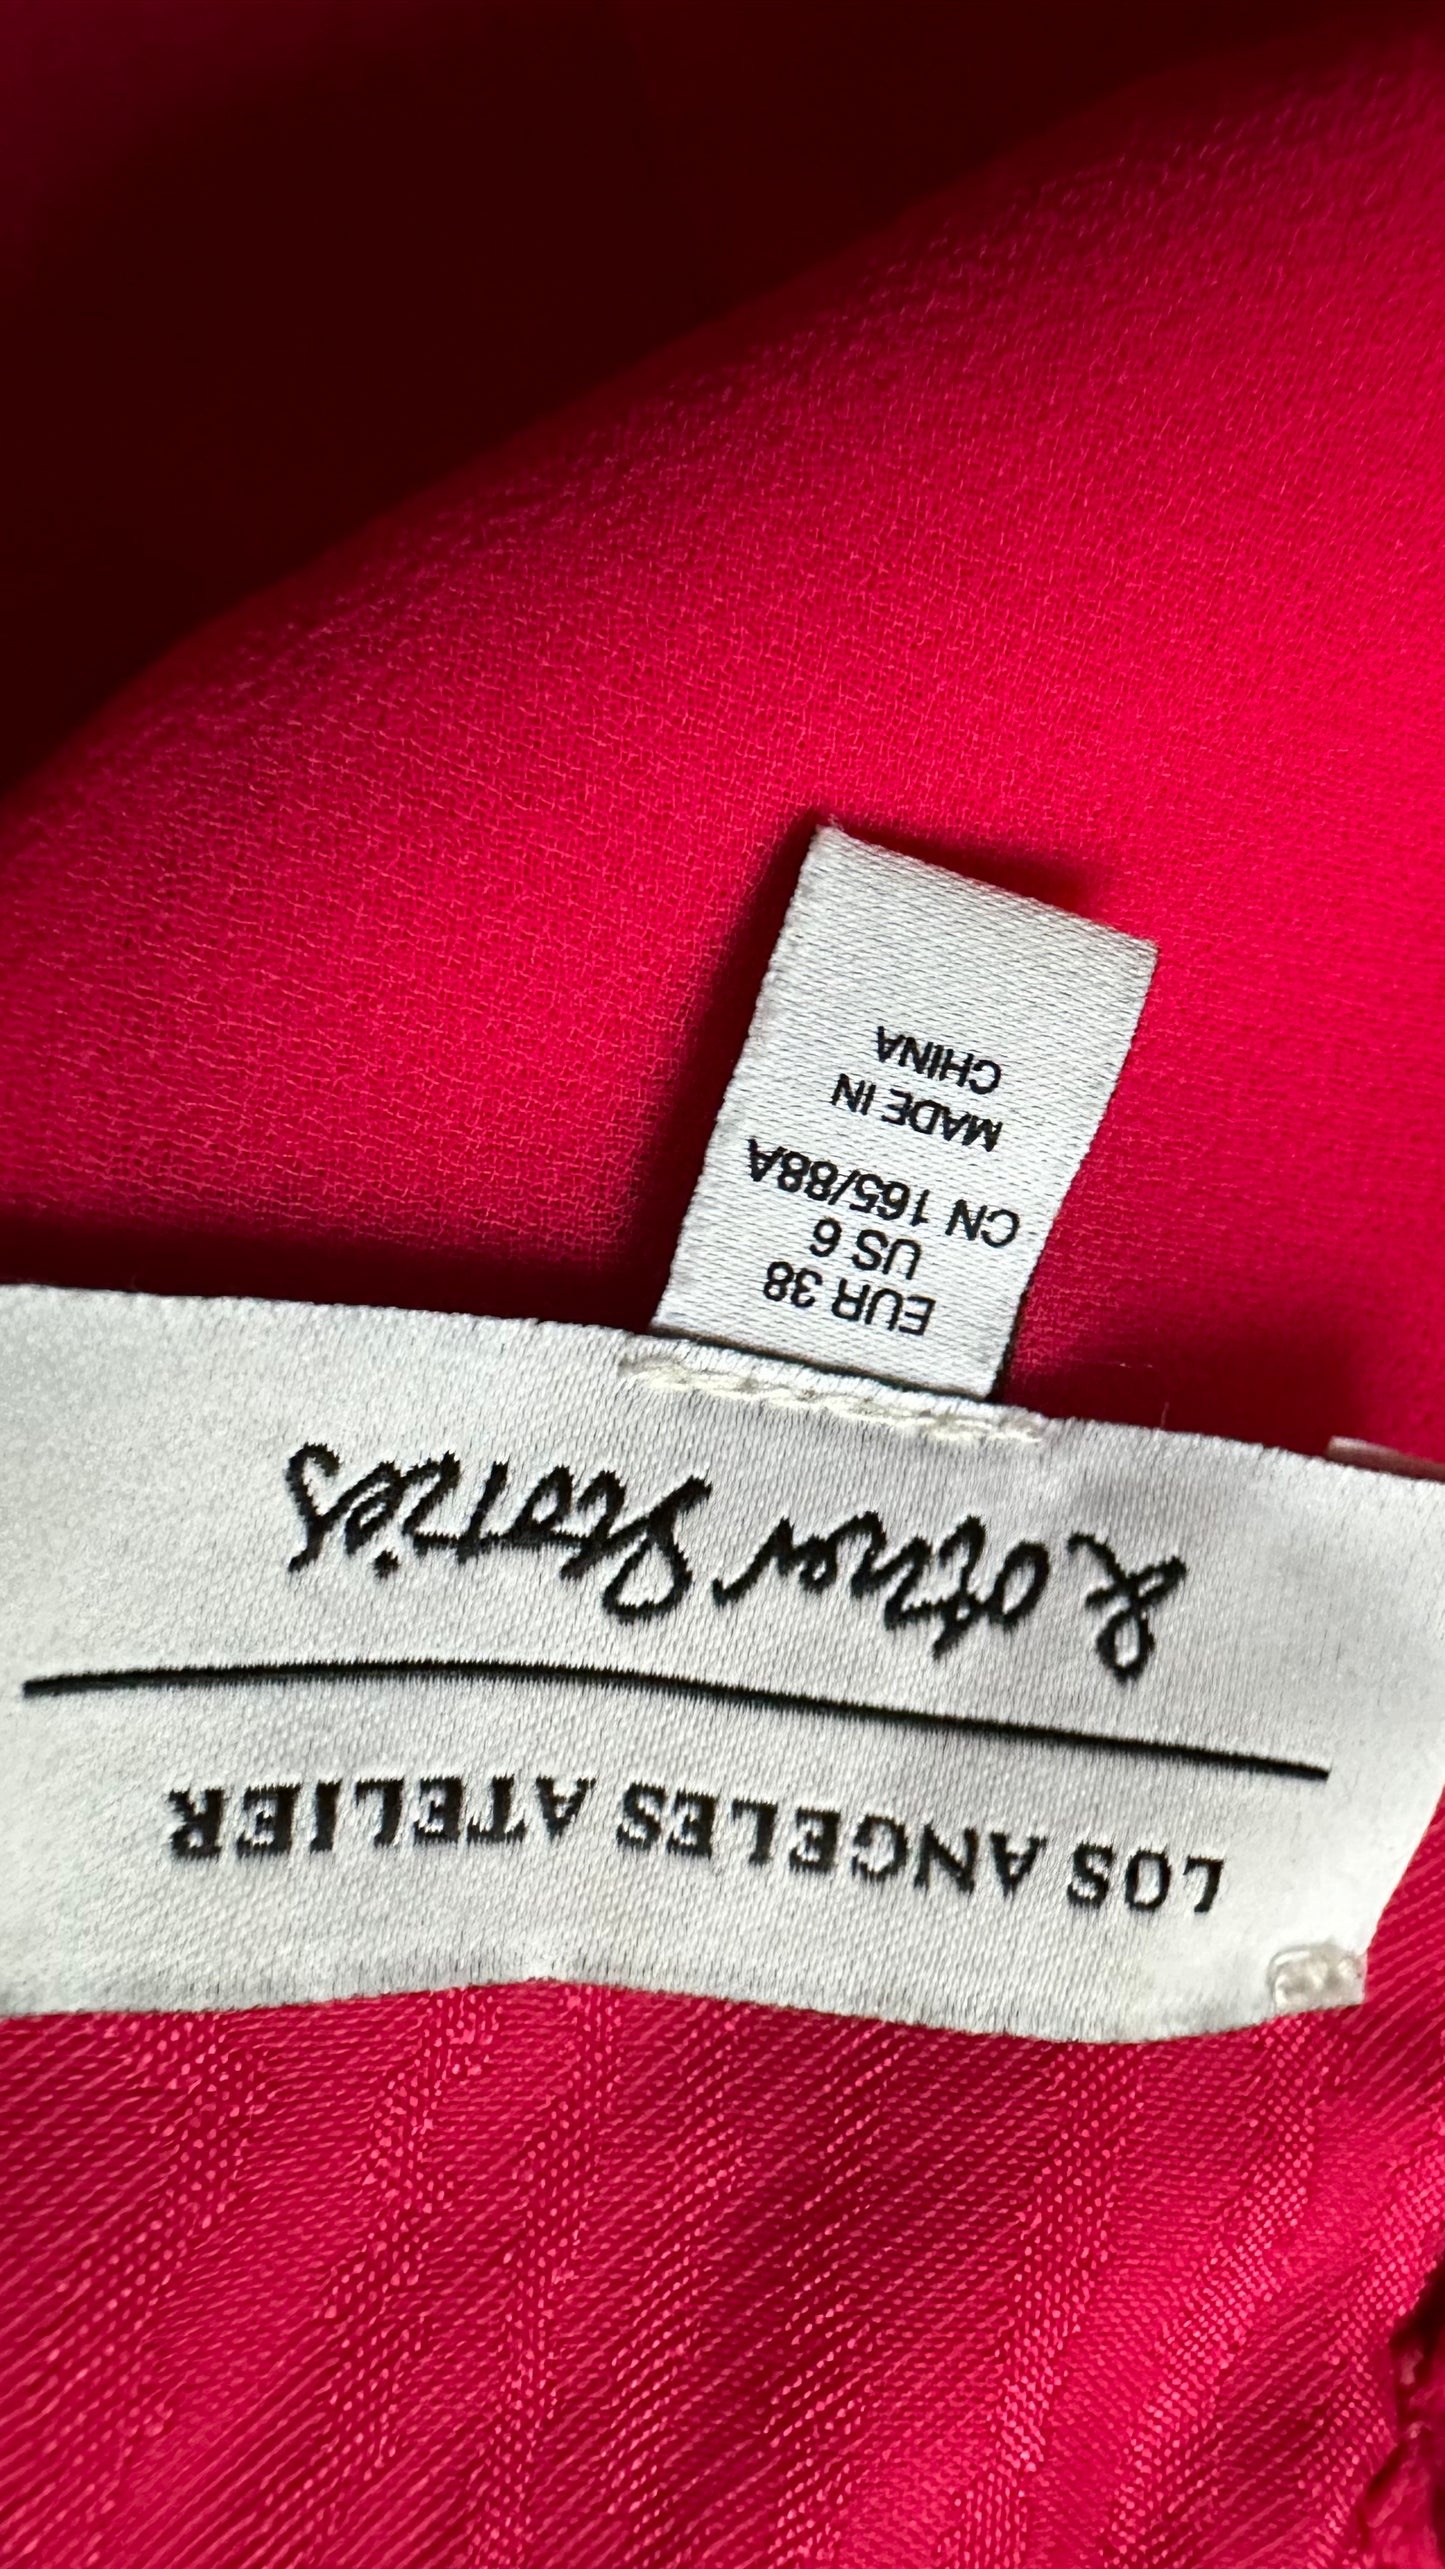 & Other Stories
LOS ANGELES ATELIER
EUR 38
US 6
CN 165/88A
MADE IN
CHINA